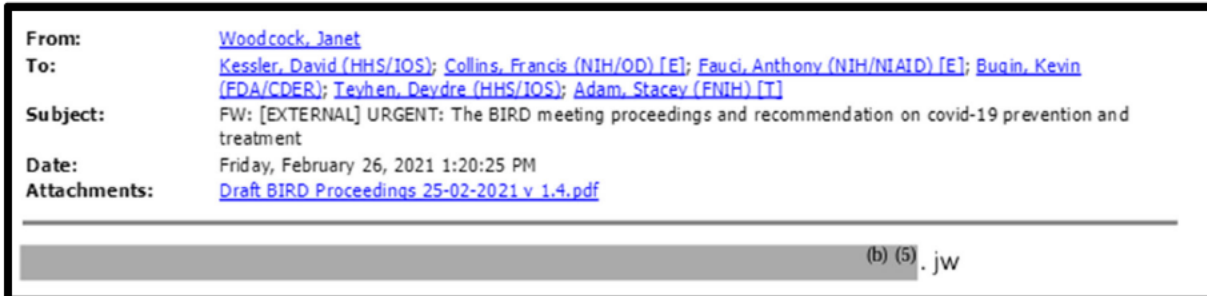 From: Woodcock, Janet
To: Kessler, David (HHS/IOS); Collins, Francis (NIH/OD) [E]; Fauci, Anthony (NIH/NIAID) [E]; Bugin, Kevin
(FDA/CDER); Teyhen, Deydre (HHS/IOS); Adam, Stacey (FNIH) [T]
Subject: FW: [EXTERNAL] URGENT: The BIRD meeting proceedings and recommendation on covid-19 prevention and
treatment
Date: Friday, February 26, 2021 1:20:25 PM
Attachments: Draft BIRD Proceedings 25-02-2021 v 1.4.pdf
(b) (5) . jw